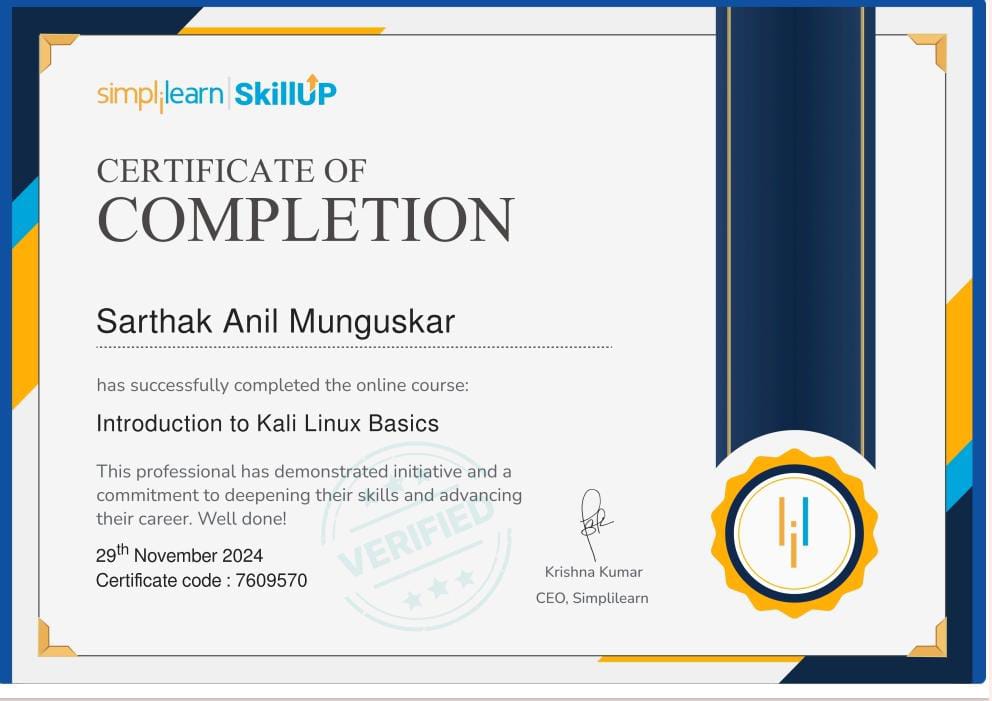 simplilearn | SkillUP
CERTIFICATE OF
COMPLETION
Sarthak Anil Munguskar
has successfully completed the online course:
Introduction to Kali Linux Basics
This professional has demonstrated initiative and a
commitment to deepening their skills and advancing
their career. Well done!
VERIFIED
29th November 2024
Certificate code : 7609570
Krishna Kumar
CEO, Simplilearn